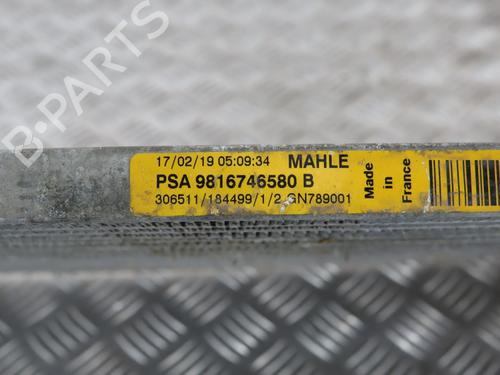 B-PARTS
17/02/19 05:09:34 MAHLE
PSA 9816746580 B
306511/184499/1/2 GN789001
Made
in
France